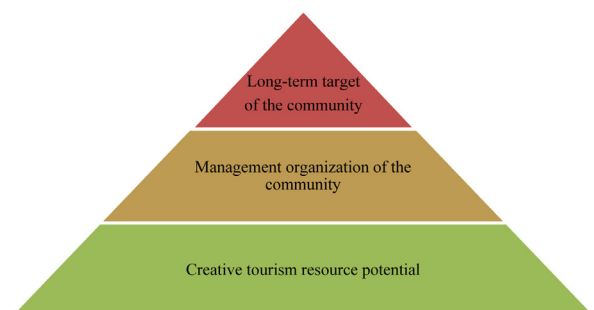 Long-term target
of the community
Management organization of the
community
Creative tourism resource potential